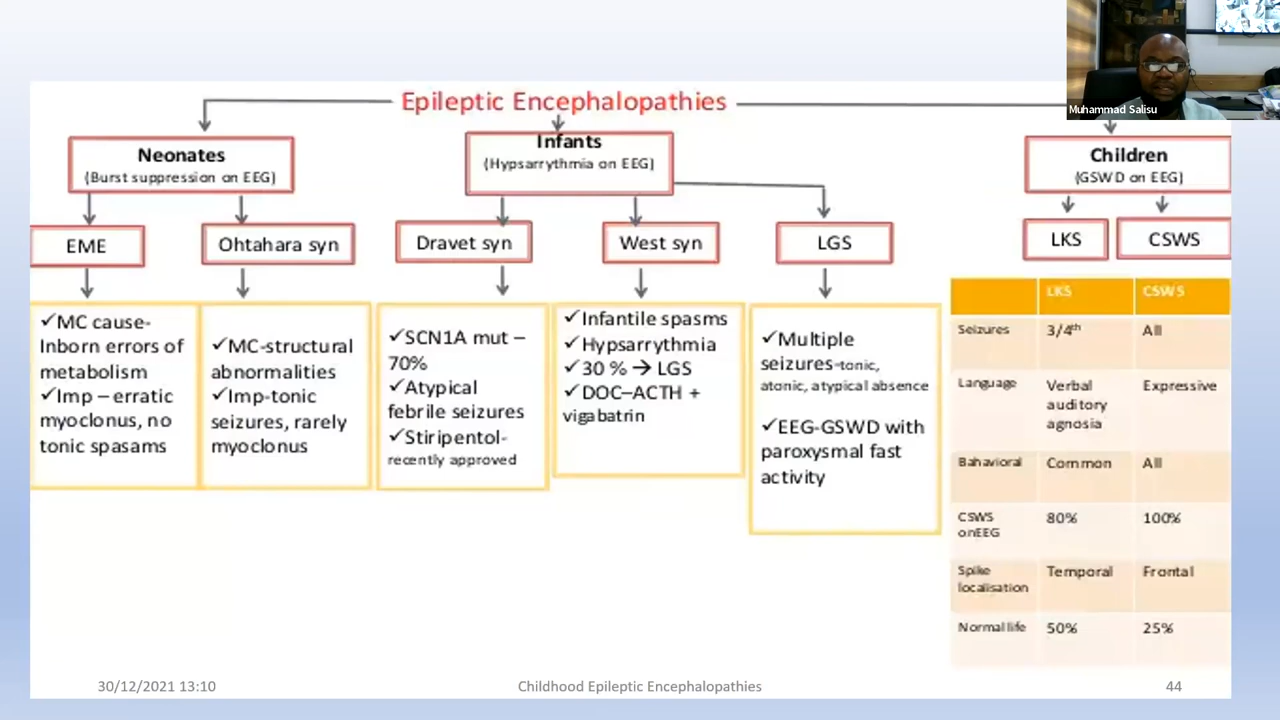 Muhammad Salisu
Epileptic Encephalopathies
Neonates
(Burst suppression on EEG)
Infants
(Hypsarrythmia on EEG)
Children
(GSWD on EEG)
EME
Ohtahara syn
Dravet syn
West syn
LGS
LKS
CSWS
✓MC cause-
Inborn errors of
metabolism
✓Imp – erratic
myoclonus, no
tonic spasams
✓MC-structural
abnormalities
✓Imp-tonic
seizures, rarely
myoclonus
✓SCN1A mut –
70%
✓Atypical
febrile seizures
✓Stiripentol-
recently approved
✓Infantile spasms
✓Hypsarrythmia
✓30 % → LGS
✓DOC–ACTH +
vigabatrin
✓Multiple
seizures-tonic,
atonic, atypical absence
✓EEG-GSWD with
paroxysmal fast
activity
LKS CSWS
Seizures 3/4th All
Language Verbal Expressive
auditory
agnosia
Bahavioral Common All
CSWS 80% 100%
onEEG
Spike Temporal Frontal
localisation
Normal life 50% 25%
30/12/2021 13:10
Childhood Epileptic Encephalopathies
44